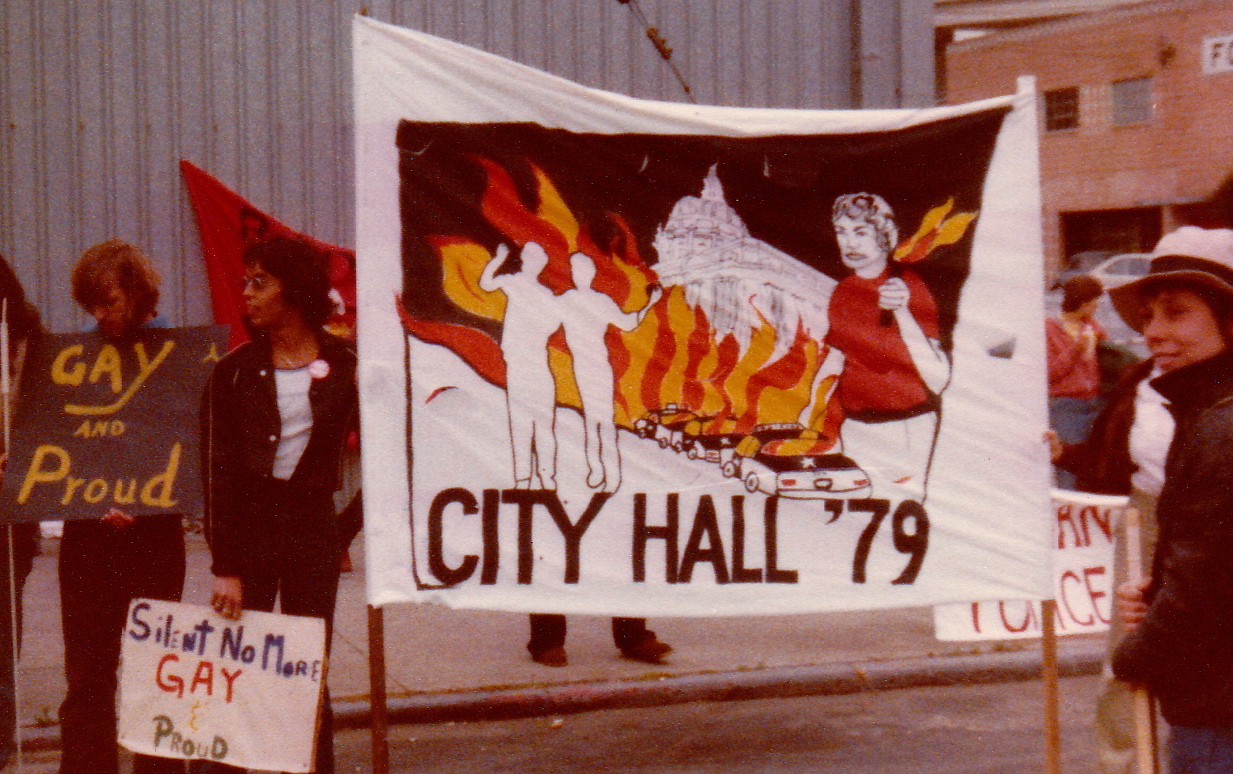 GAY
AND
Proud
Silent No More
GAY
&
PROUD
CITY HALL '79